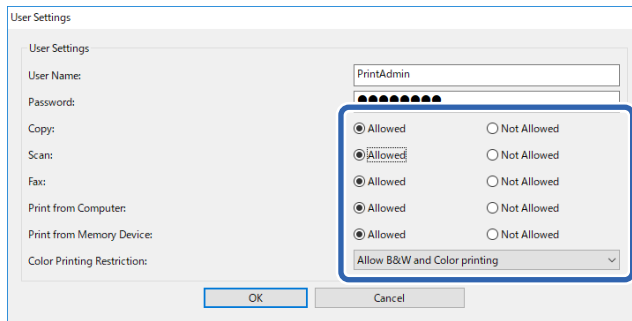 User Settings
User Settings
User Name: PrintAdmin
Password: ●●●●●●●●
Copy: Allowed Not Allowed
Scan: Allowed Not Allowed
Fax: Allowed Not Allowed
Print from Computer: Allowed Not Allowed
Print from Memory Device: Allowed Not Allowed
Color Printing Restriction: Allow B&W and Color printing
OK Cancel